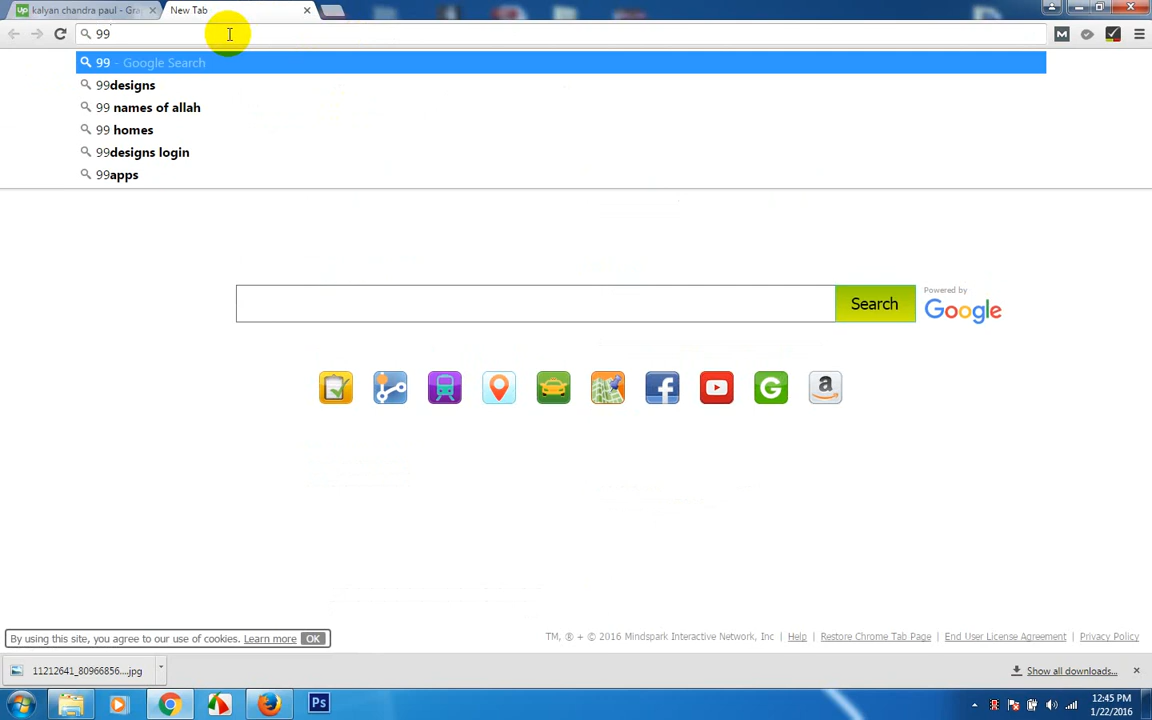 kalyan chandra paul - Gra
New Tab
99
99 - Google Search
99designs
99 names of allah
99 homes
99designs login
99apps
Search
Powered by
Google
By using this site, you agree to our use of cookies. Learn more OK
TM, ® + © 2016 Mindspark Interactive Network, Inc | Help | Restore Chrome Tab Page | End User License Agreement | Privacy Policy
11212641_80966856....jpg
Show all downloads...
Ps
12:45 PM
1/22/2016